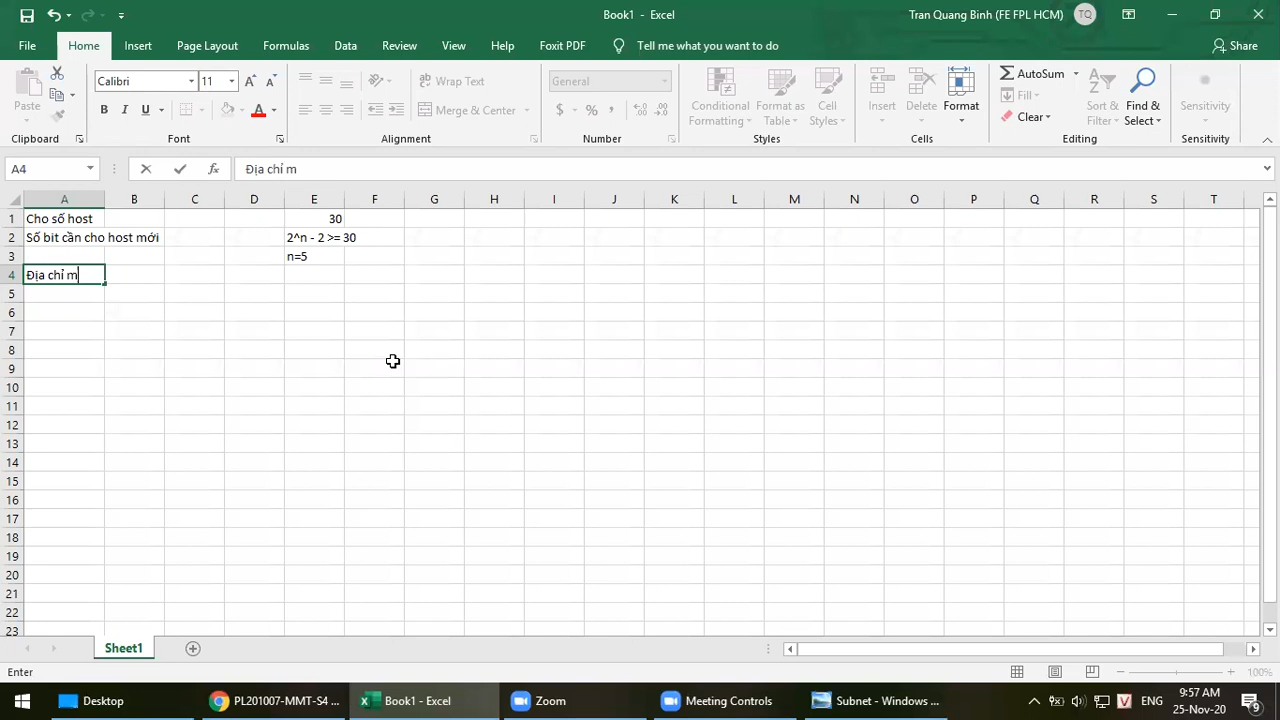 Book1 - Excel
Tran Quang Binh (FE FPL HCM)
TQ
File Home Insert Page Layout Formulas Data Review View Help Foxit PDF Tell me what you want to do Share
Paste
Calibri 11 A A
Wrap Text
General
Conditional Formatting
Format as Table
Cell Styles
Insert Delete Format
AutoSum
Fill
Clear
Sort & Filter
Find & Select
Sensitivity
B I U A
Merge & Center
$ % ,
Clipboard Font Alignment Number Styles Cells Editing Sensitivity
A4 fx Địa chỉ m
A B C D E F G H I J K L M N O P Q R S T
1 Cho số host 30
2 Số bit cần cho host mới 2^n - 2 >= 30
3 n=5
4 Địa chỉ m
5
6
7
8
9
10
11
12
13
14
15
16
17
18
19
20
21
22
23
Sheet1
Enter 100%
Desktop PL201007-MMT-S4 ... Book1 - Excel Zoom Meeting Controls Subnet - Windows ... V ENG 9:57 AM
25-Nov-20 9